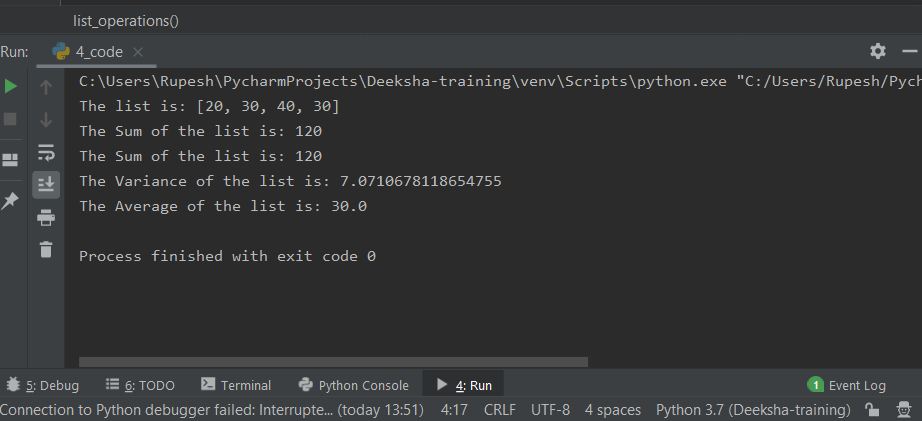 list_operations()
Run: 4_code
C:\Users\Rupesh\PycharmProjects\Deeksha-training\venv\Scripts\python.exe "C:/Users/Rupesh/Pych
The list is: [20, 30, 40, 30]
The Sum of the list is: 120
The Sum of the list is: 120
The Variance of the list is: 7.0710678118654755
The Average of the list is: 30.0
Process finished with exit code 0
5: Debug 6: TODO Terminal Python Console 4: Run 1 Event Log
Connection to Python debugger failed: Interrupte... (today 13:51) 4:17 CRLF UTF-8 4 spaces Python 3.7 (Deeksha-training)